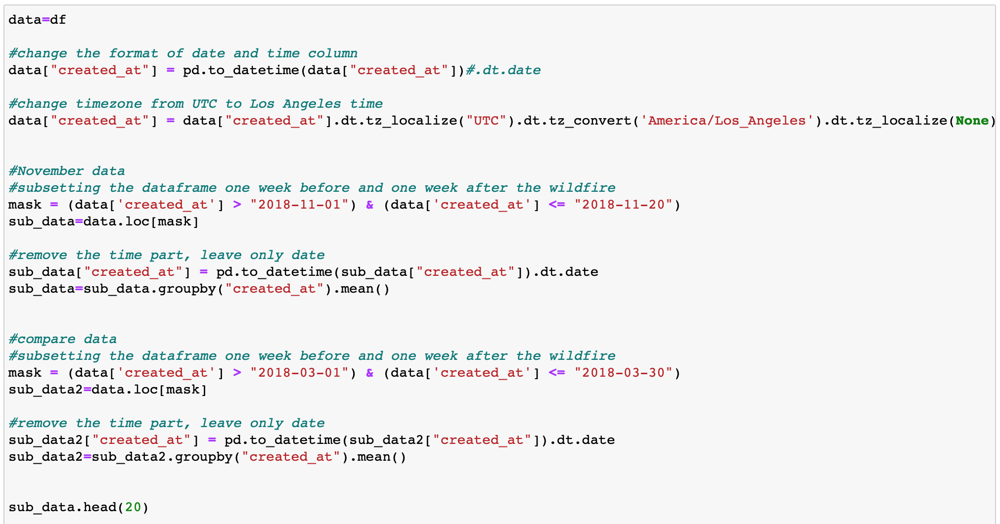 data=df
#change the format of date and time column
data["created_at"] = pd.to_datetime(data["created_at"])#.dt.date
#change timezone from UTC to Los Angeles time
data["created_at"] = data["created_at"].dt.tz_localize("UTC").dt.tz_convert('America/Los_Angeles').dt.tz_localize(None)
#November data
#subsetting the dataframe one week before and one week after the wildfire
mask = (data['created_at'] > "2018-11-01") & (data['created_at'] <= "2018-11-20")
sub_data=data.loc[mask]
#remove the time part, leave only date
sub_data["created_at"] = pd.to_datetime(sub_data["created_at"]).dt.date
sub_data=sub_data.groupby("created_at").mean()
#compare data
#subsetting the dataframe one week before and one week after the wildfire
mask = (data['created_at'] > "2018-03-01") & (data['created_at'] <= "2018-03-30")
sub_data2=data.loc[mask]
#remove the time part, leave only date
sub_data2["created_at"] = pd.to_datetime(sub_data2["created_at"]).dt.date
sub_data2=sub_data2.groupby("created_at").mean()
sub_data.head(20)